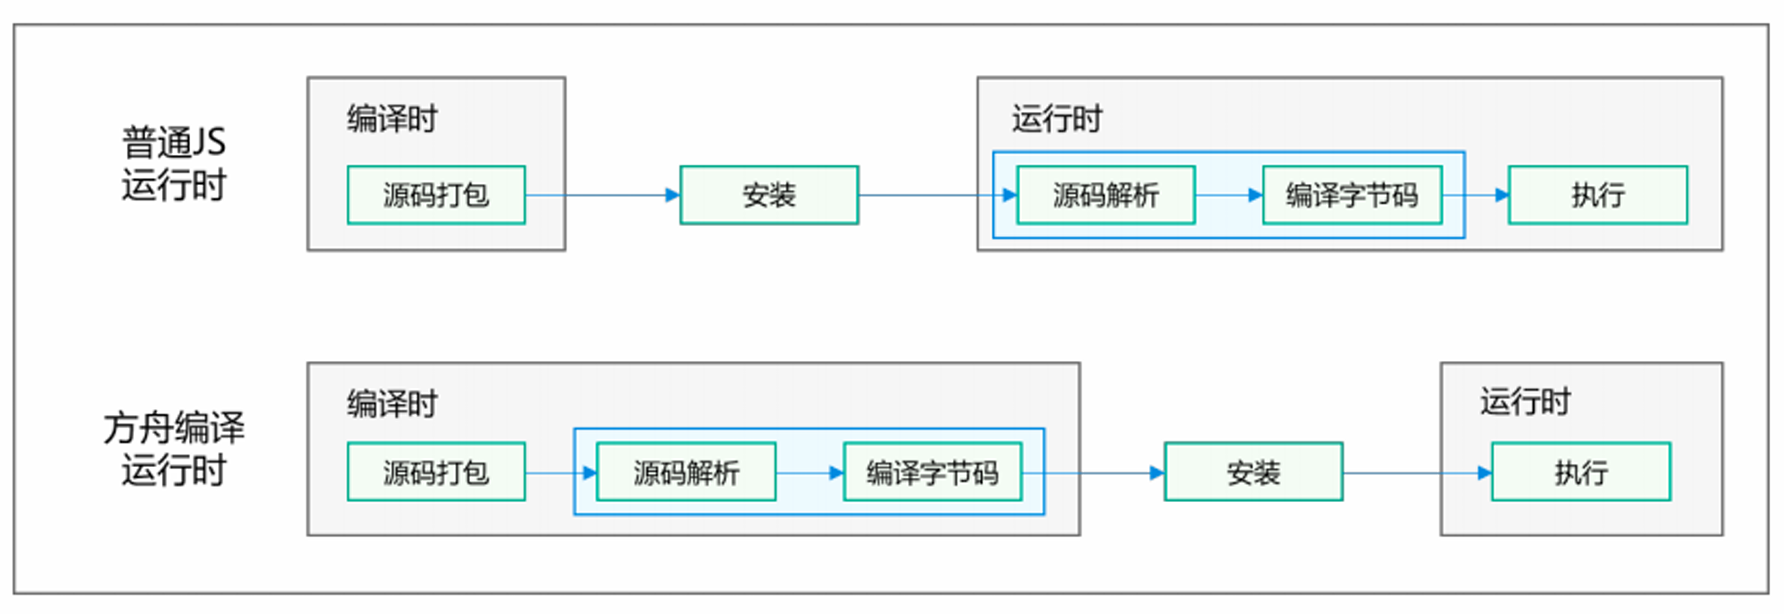 普通JS
运行时
编译时
源码打包
安装
运行时
源码解析
编译字节码
执行
方舟编译
运行时
编译时
源码打包
源码解析
编译字节码
安装
运行时
执行